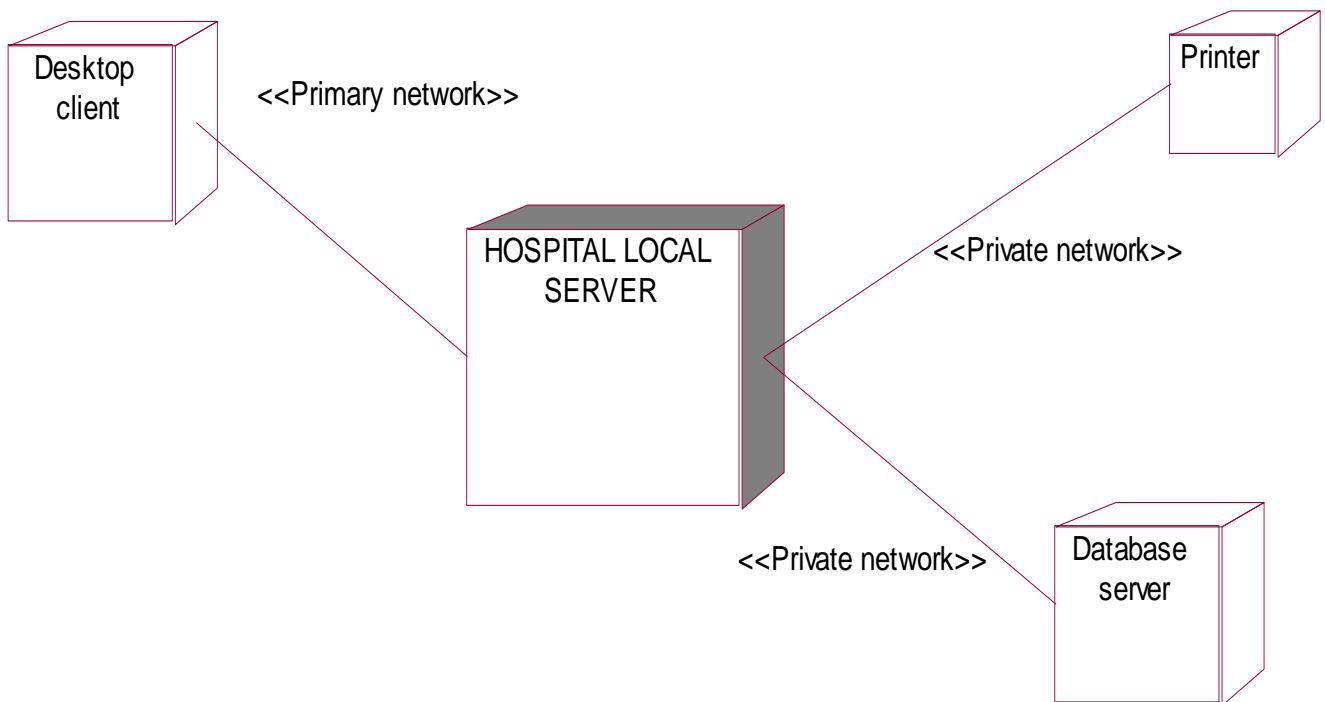 Desktop
client
<<Primary network>>
Printer
HOSPITAL LOCAL
SERVER
<<Private network>>
<<Private network>>
Database
server